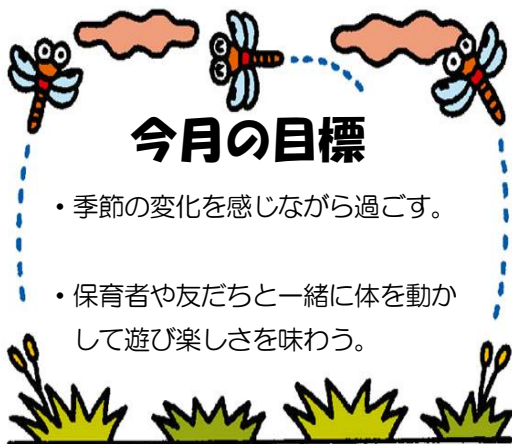 今月の目標
・季節の変化を感じながら過ごす。
・保育者や友だちと一緒に体を動か
して遊び楽しさを味わう。